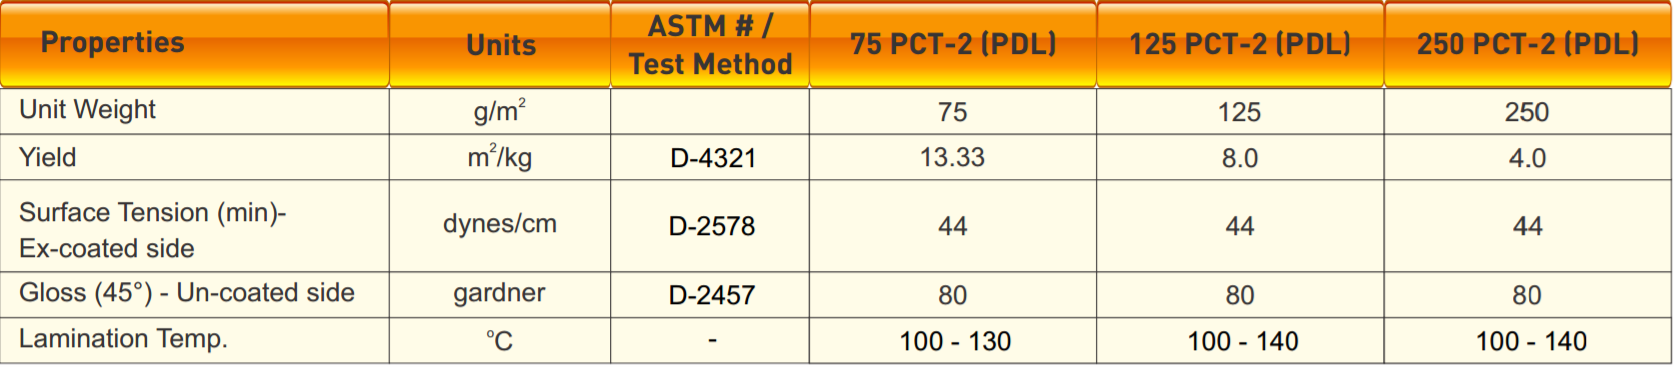 Properties Units ASTM # / Test Method 75 PCT-2 (PDL) 125 PCT-2 (PDL) 250 PCT-2 (PDL)
Unit Weight g/m² 75 125 250
Yield m²/kg D-4321 13.33 8.0 4.0
Surface Tension (min)-
Ex-coated side dynes/cm D-2578 44 44 44
Gloss (45°) - Un-coated side gardner D-2457 80 80 80
Lamination Temp. °C - 100 - 130 100 - 140 100 - 140